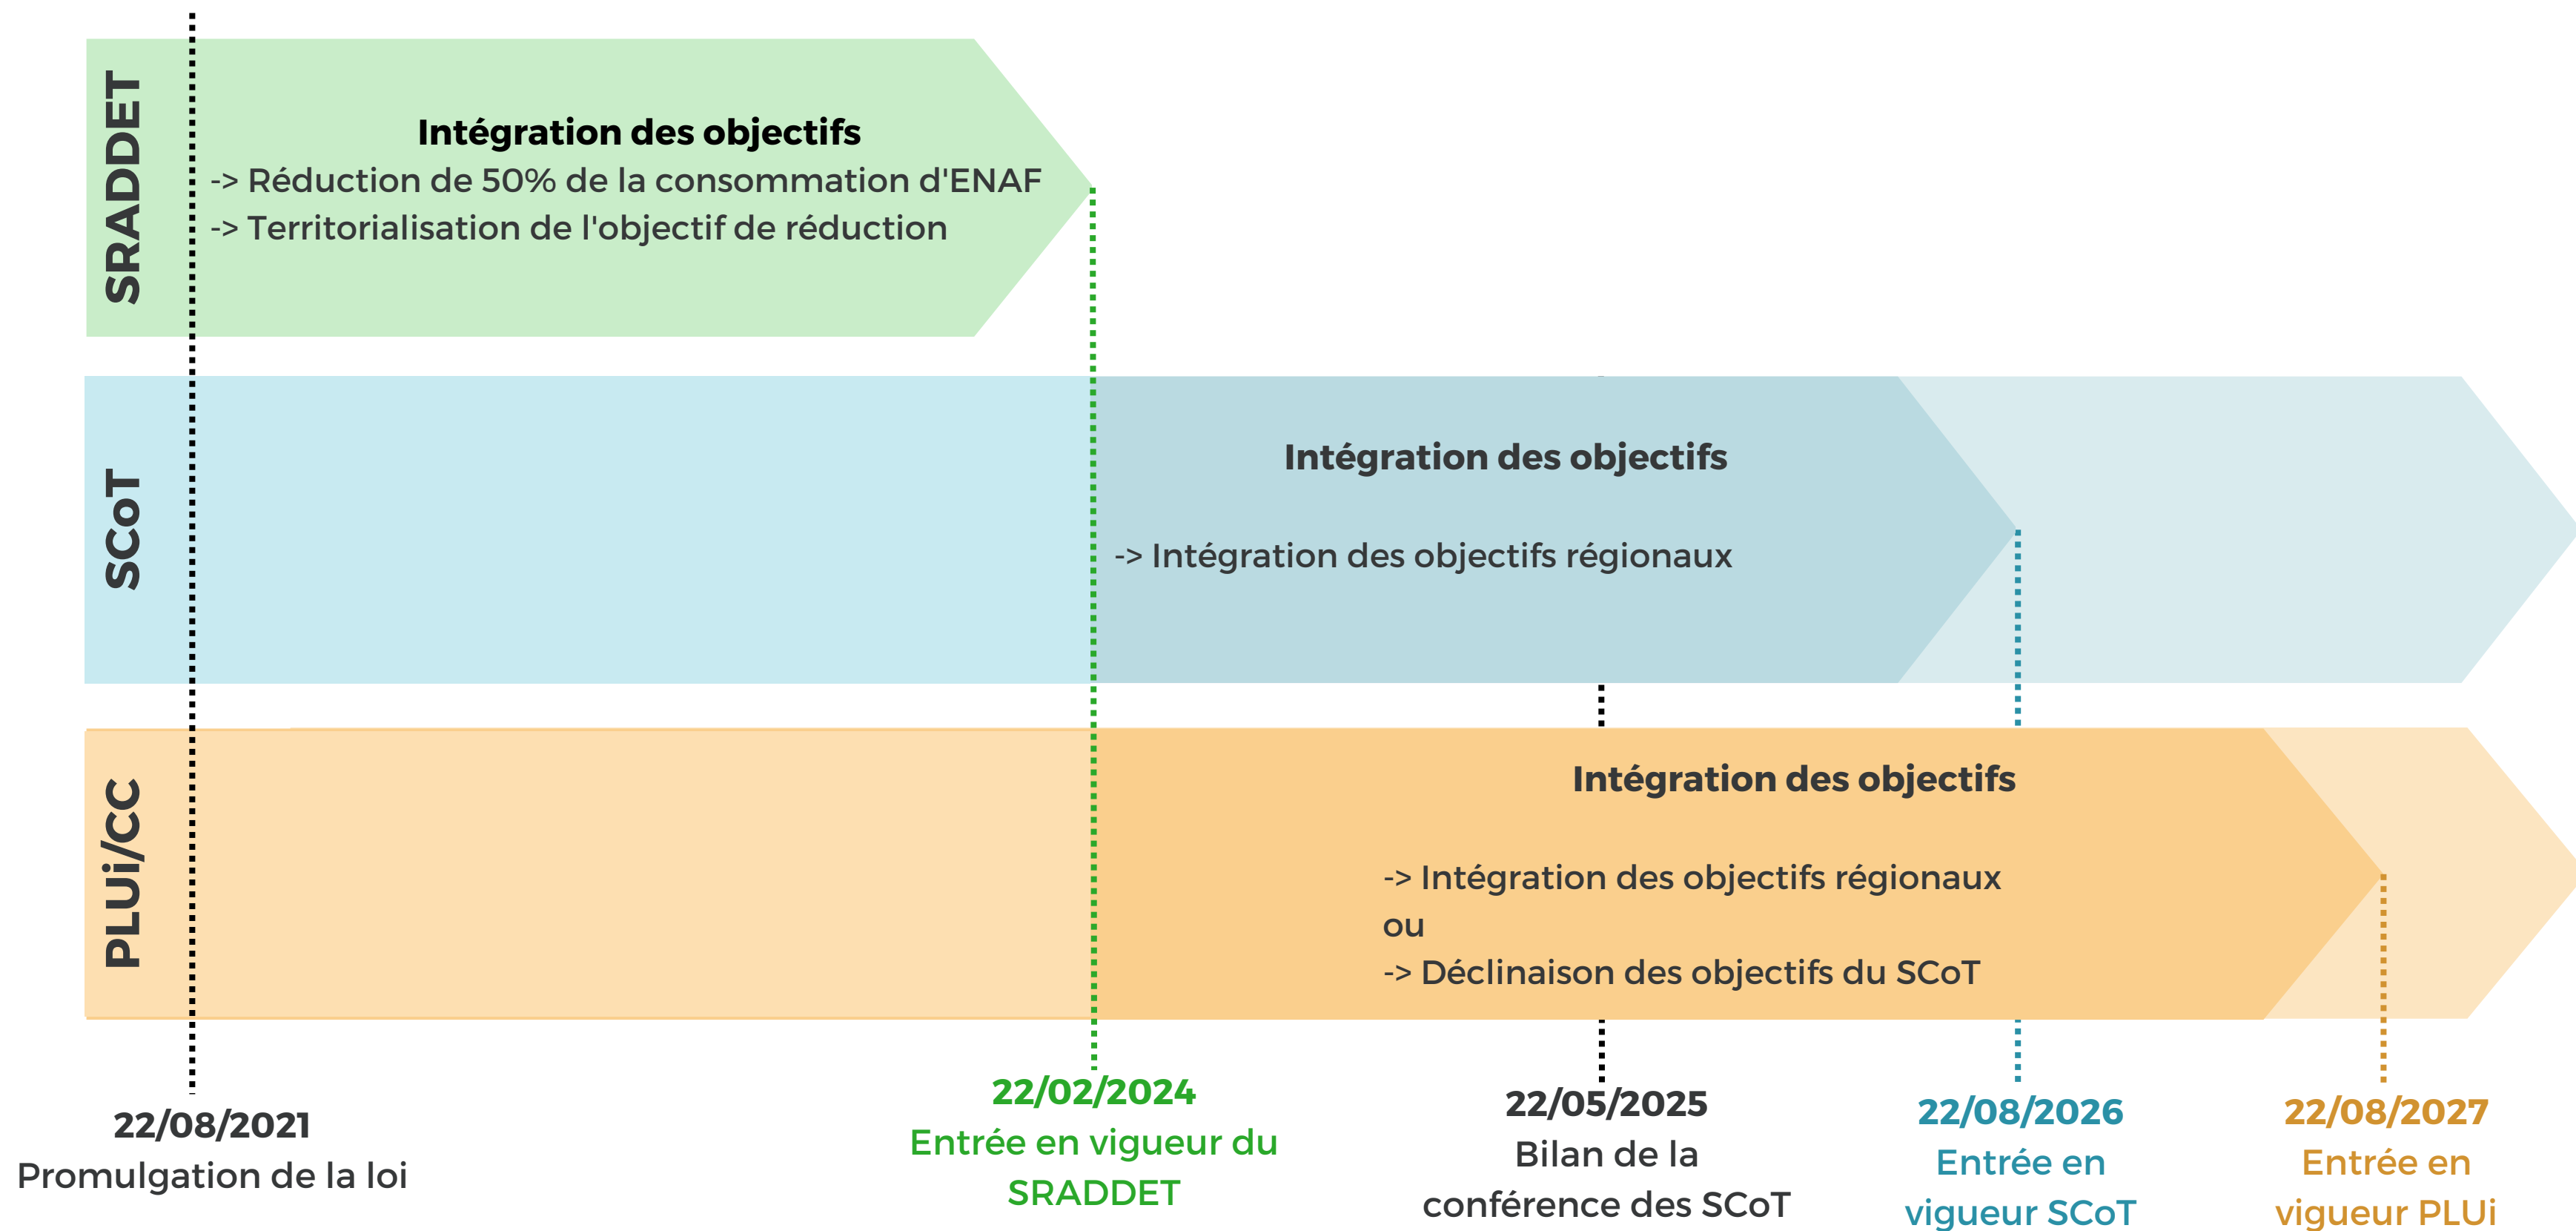 SRADDET
Intégration des objectifs
-> Réduction de 50% de la consommation d'ENAF
-> Territorialisation de l'objectif de réduction
SCoT
Intégration des objectifs
-> Intégration des objectifs régionaux
PLUi/CC
Intégration des objectifs
-> Intégration des objectifs régionaux
ou
-> Déclinaison des objectifs du SCoT
22/08/2021
Promulgation de la loi
22/02/2024
Entrée en vigueur du
SRADDET
22/05/2025
Bilan de la
conférence des SCoT
22/08/2026
Entrée en
vigueur SCoT
22/08/2027
Entrée en
vigueur PLUi